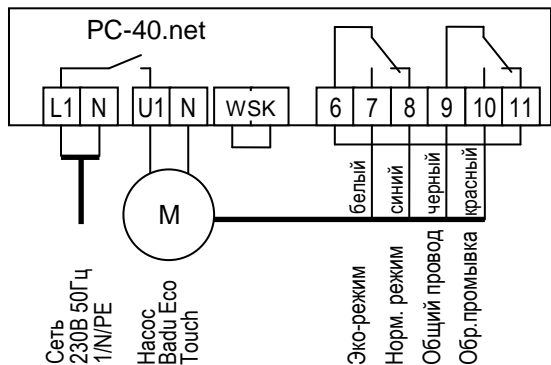 PC-40.net
L1 N U1 N WSK 6 7 8 9 10 11
M
белый
синий
черный
красный
Сеть
230В 50Гц
1/N/PE
Насос
Badu Eco
Touch
Эко-режим
Норм. режим
Общий провод
Обр.промывка